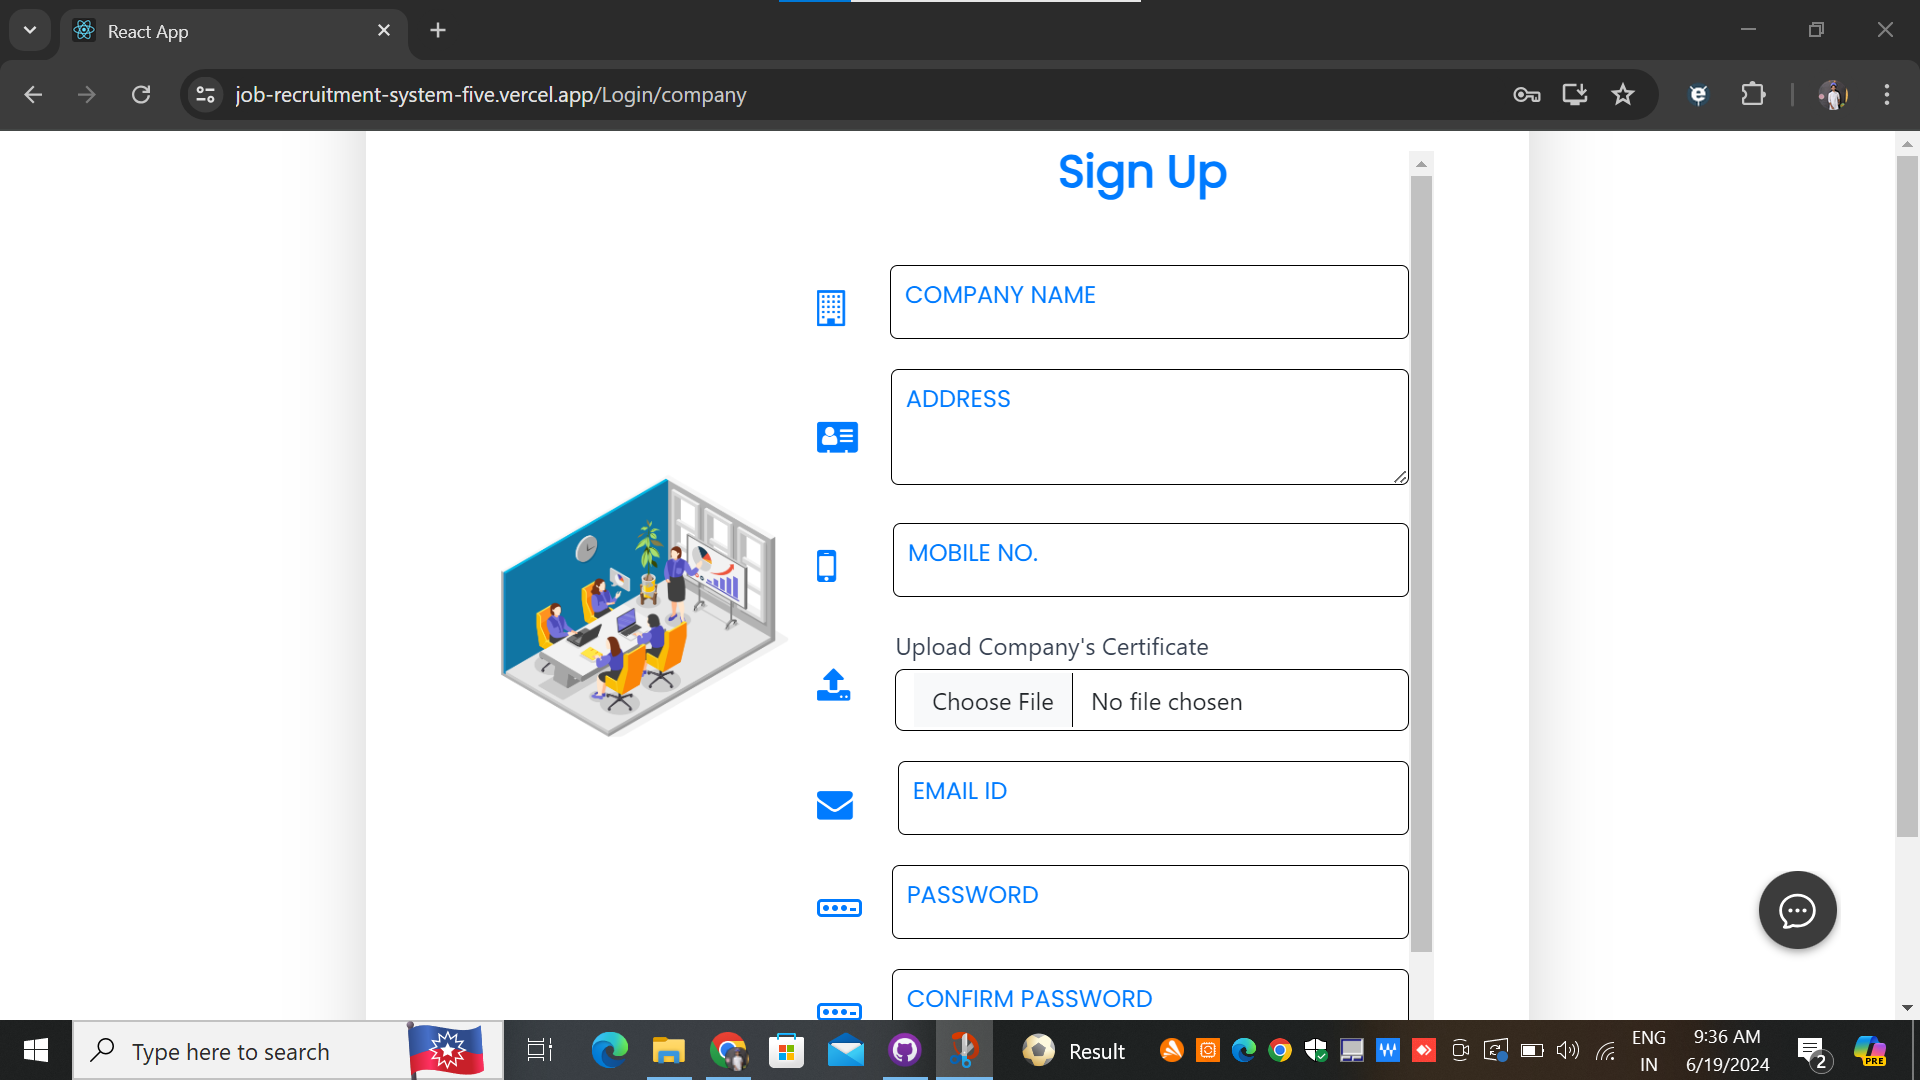 React App
job-recruitment-system-five.vercel.app/Login/company
Sign Up
COMPANY NAME
ADDRESS
MOBILE NO.
Upload Company's Certificate
Choose File No file chosen
EMAIL ID
PASSWORD
CONFIRM PASSWORD
Type here to search
Result
ENG
IN
9:36 AM
6/19/2024
2
PRE